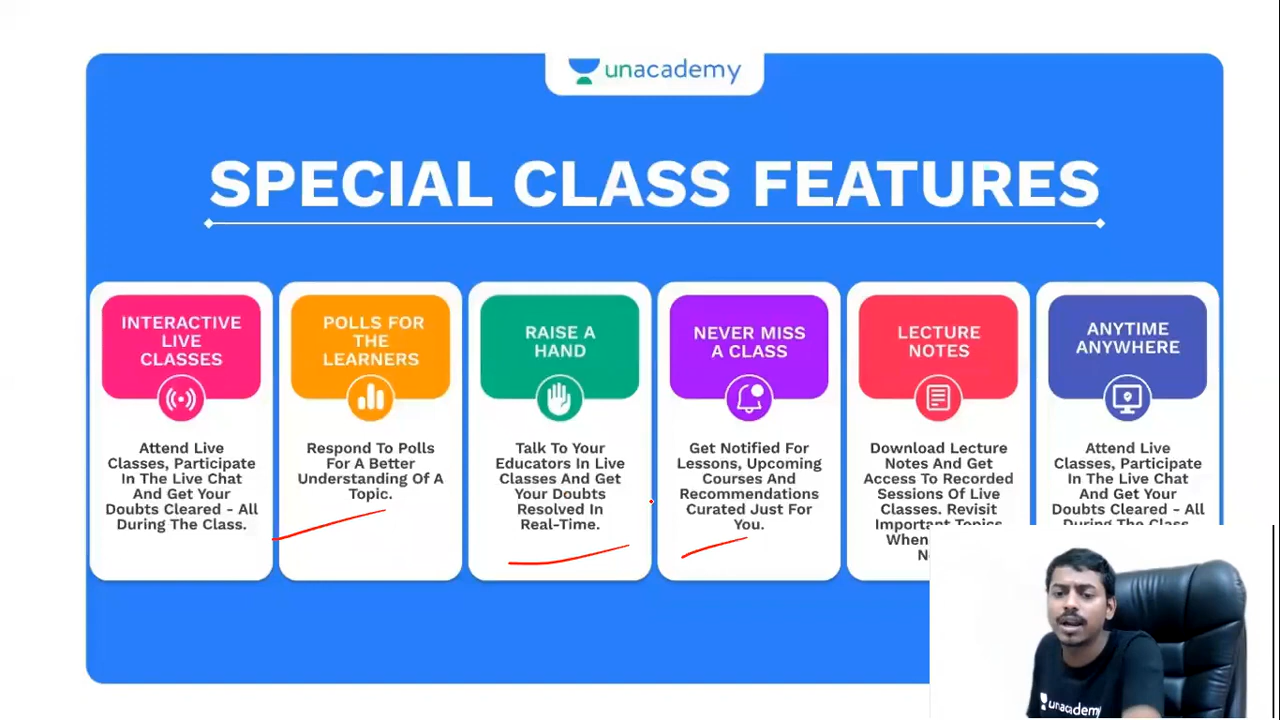 unacademy
SPECIAL CLASS FEATURES
INTERACTIVE
LIVE
CLASSES
Attend Live
Classes, Participate
In The Live Chat
And Get Your
Doubts Cleared - All
During The Class.
POLLS FOR
THE
LEARNERS
Respond To Polls
For A Better
Understanding Of A
Topic.
RAISE A
HAND
Talk To Your
Educators In Live
Classes And Get
Your Doubts
Resolved In
Real-Time.
NEVER MISS
A CLASS
Get Notified For
Lessons, Upcoming
Courses And
Recommendations
Curated Just For
You.
LECTURE
NOTES
Download Lecture
Notes And Get
Access To Recorded
Sessions Of Live
Classes. Revisit
Important Topics
When
ANYTIME
ANYWHERE
Attend Live
Classes, Participate
In The Live Chat
And Get Your
Doubts Cleared - All
During The Class
unacademy